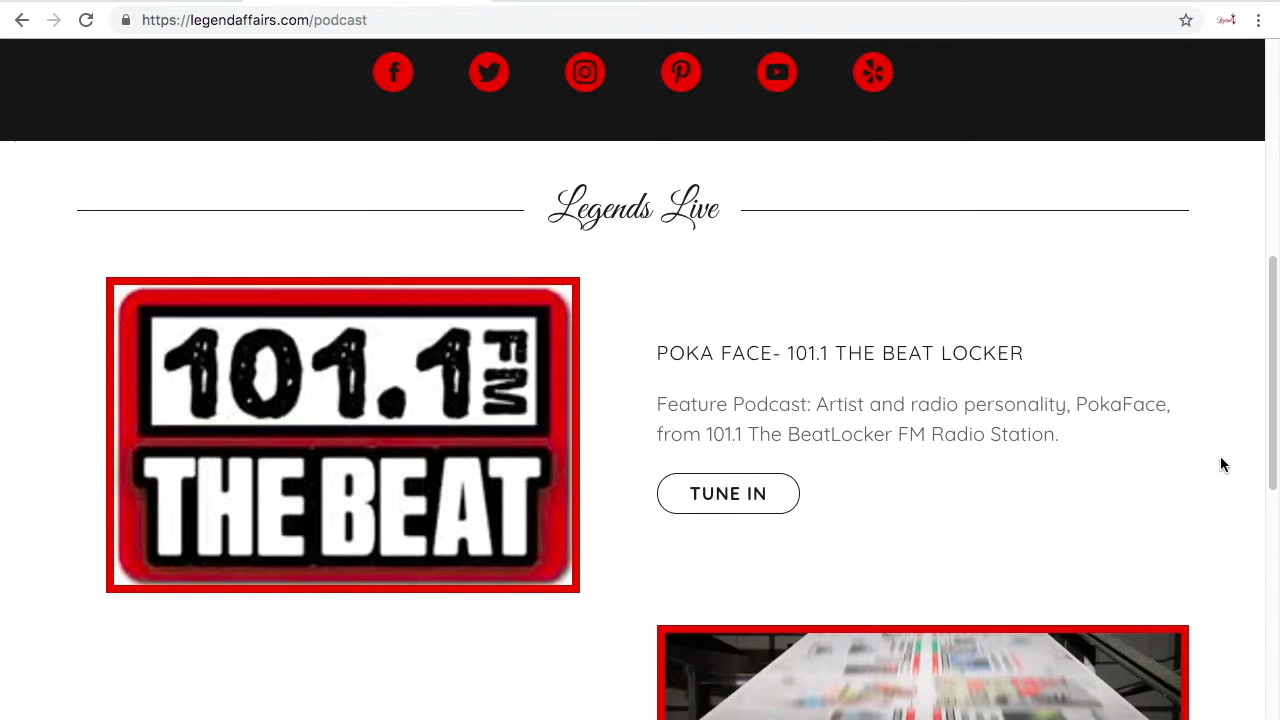 https://legendaffairs.com/podcast
Legends Live
101.1 FM
THE BEAT
POKA FACE- 101.1 THE BEAT LOCKER
Feature Podcast: Artist and radio personality, PokaFace,
from 101.1 The BeatLocker FM Radio Station.
TUNE IN